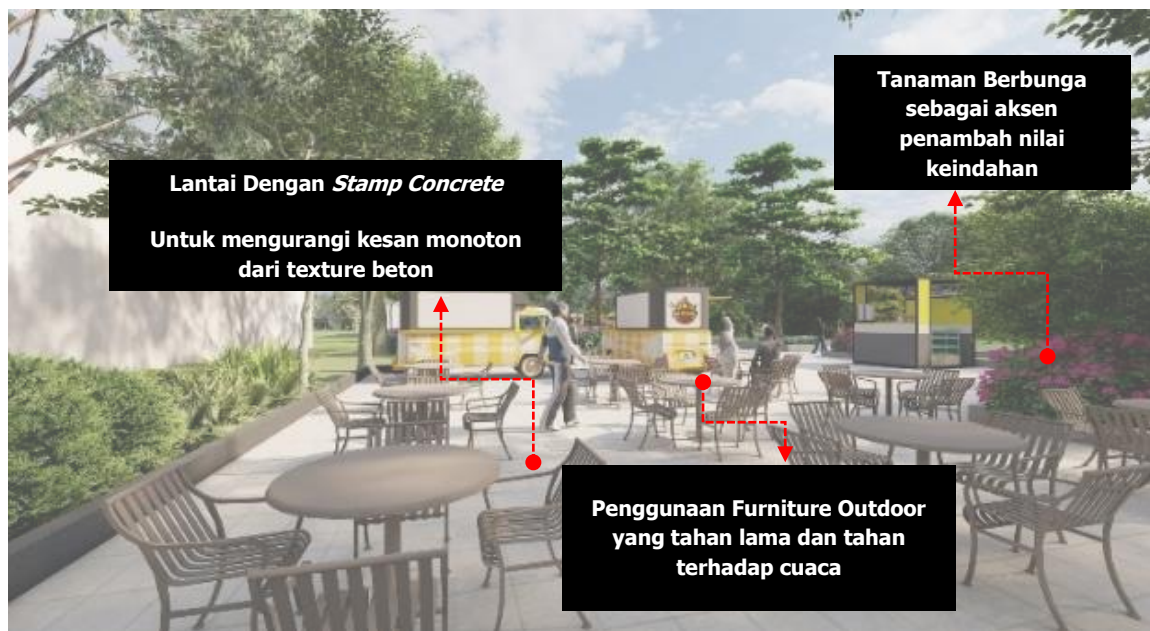 Tanaman Berbunga
sebagai aksen
penambah nilai
keindahan
Lantai Dengan Stamp Concrete
Untuk mengurangi kesan monoton
dari texture beton
Penggunaan Furniture Outdoor
yang tahan lama dan tahan
terhadap cuaca